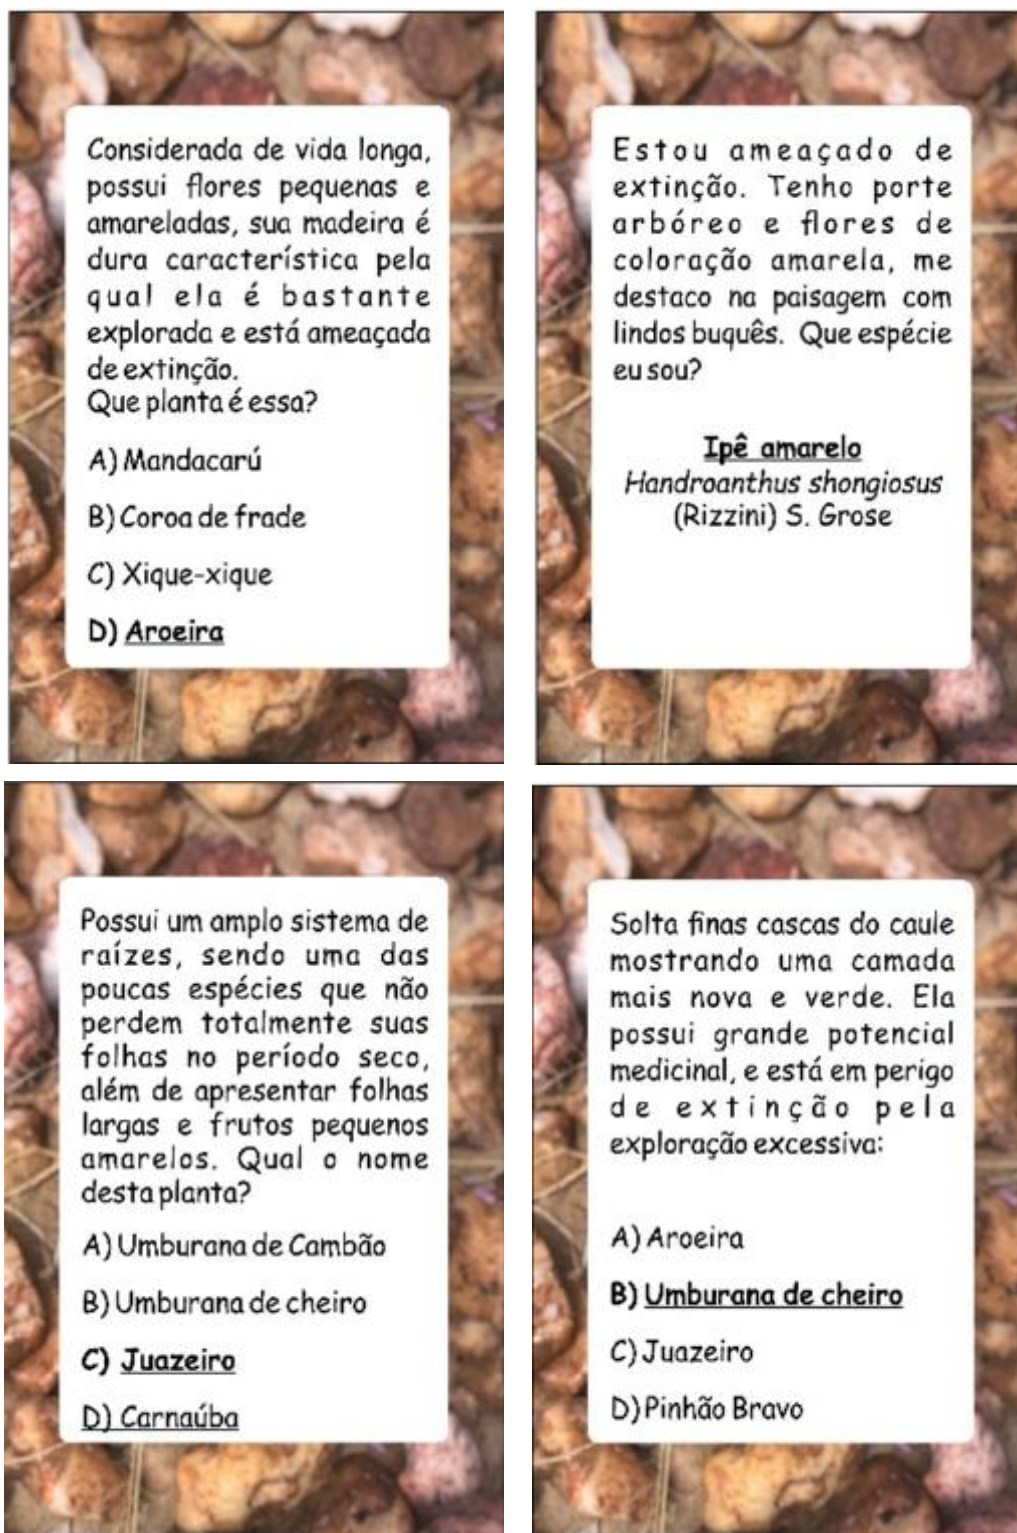 Considerada de vida longa,
possui flores pequenas e
amareladas, sua madeira é
dura característica pela
qual ela é bastante
explorada e está ameaçada
de extinção.
Que planta é essa?
A) Mandacarú
B) Coroa de frade
C) Xique-xique
D) Aroeira
Estou ameaçado de
extinção. Tenho porte
arbóreo e flores de
coloração amarela, me
destaco na paisagem com
lindos buquês. Que espécie
eu sou?
Ipê amarelo
Handroanthus shongiosus
(Rizzini) S. Grose
Possui um amplo sistema de
raízes, sendo uma das
poucas espécies que não
perdem totalmente suas
folhas no período seco,
além de apresentar folhas
largas e frutos pequenos
amarelos. Qual o nome
desta planta?
A) Umburana de Cambão
B) Umburana de cheiro
C) Juazeiro
D) Carnaúba
Solta finas cascas do caule
mostrando uma camada
mais nova e verde. Ela
possui grande potencial
medicinal, e está em perigo
de extinção pela
exploração excessiva:
A) Aroeira
B) Umburana de cheiro
C) Juazeiro
D) Pinhão Bravo